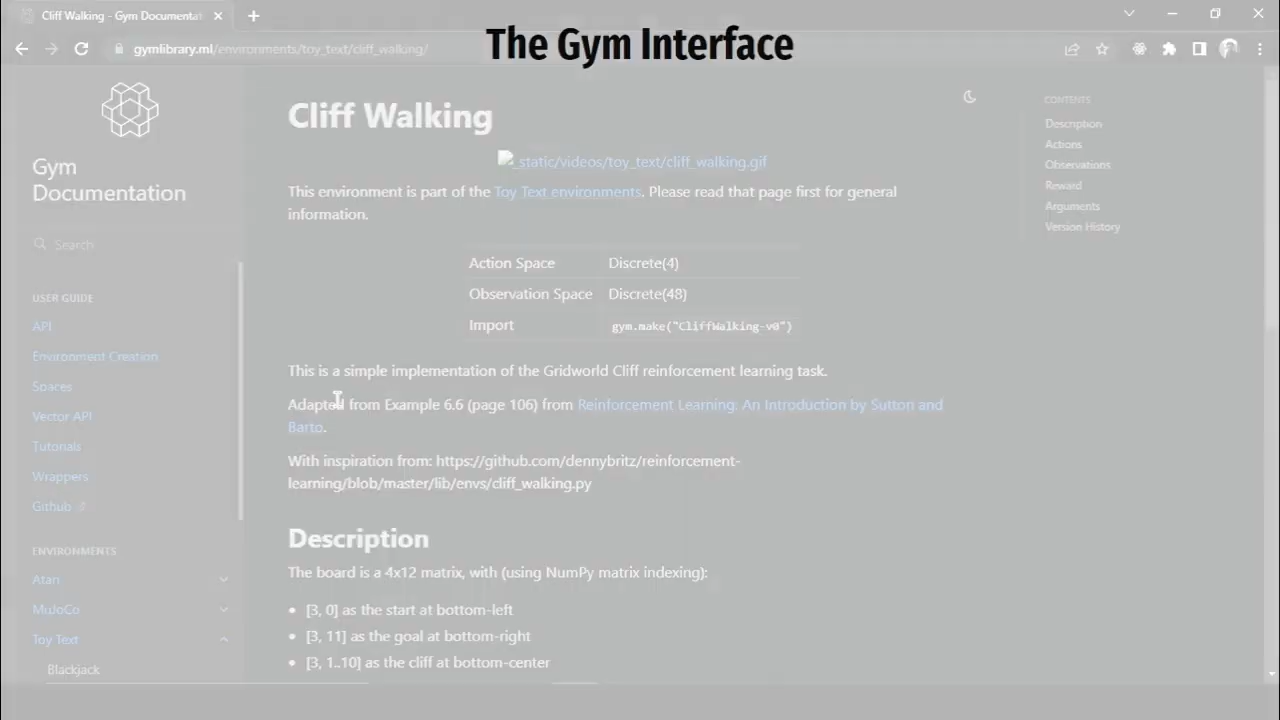 Cliff Walking - Gym Documentat
The Gym Interface
gymlibrary.ml/environments/toy_text/cliff_walking/
Gym
Documentation
Search
USER GUIDE
API
Environment Creation
Spaces
Vector API
Tutorials
Wrappers
Github
ENVIRONMENTS
Atari
MuJoCo
Toy Text
Blackjack
Cliff Walking
_static/videos/toy_text/cliff_walking.gif
This environment is part of the Toy Text environments. Please read that page first for general
information.
Action Space Discrete(4)
Observation Space Discrete(48)
Import gym.make("CliffWalking-v0")
This is a simple implementation of the Gridworld Cliff reinforcement learning task.
Adapted from Example 6.6 (page 106) from Reinforcement Learning: An Introduction by Sutton and
Barto.
With inspiration from: https://github.com/dennybritz/reinforcement-
learning/blob/master/lib/envs/cliff_walking.py
Description
The board is a 4x12 matrix, with (using NumPy matrix indexing):
• [3, 0] as the start at bottom-left
• [3, 11] as the goal at bottom-right
• [3, 1..10] as the cliff at bottom-center
CONTENTS
Description
Actions
Observations
Reward
Arguments
Version History